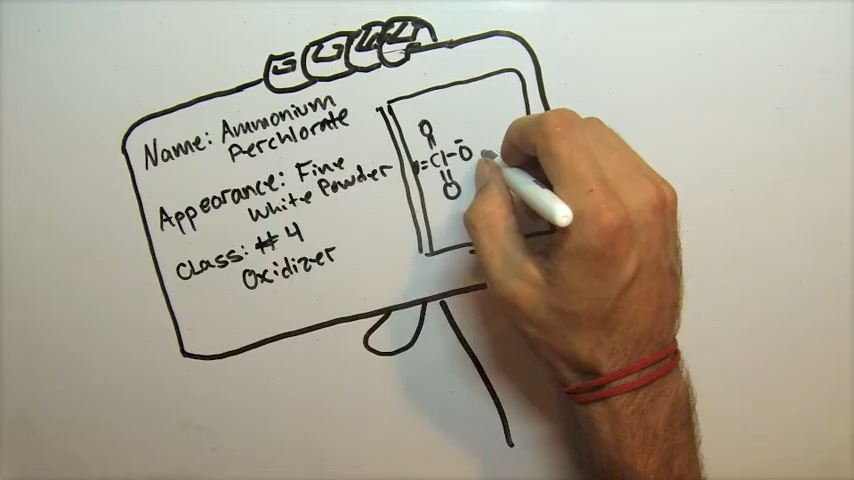 Name: Ammonium
Perchlorate
Appearance: Fine
White Powder
Class: #4
Oxidizer
O
=Cl-O
O